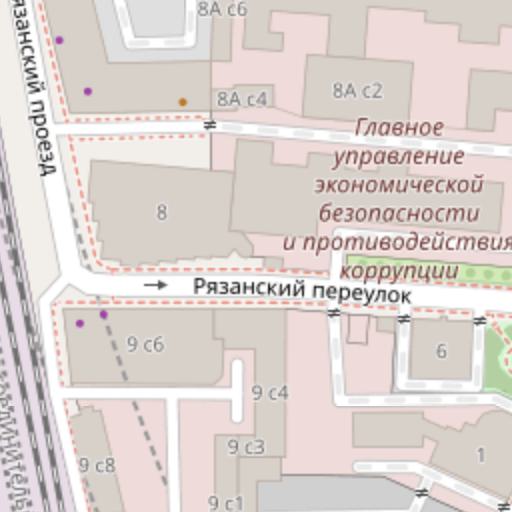 8А с6
язанский проезд
8А с4
8А с2
Главное
управление
экономической
безопасности
и противодействия
коррупции
8
Рязанский переулок
9 с6
6
9 с4
9 с3
1
9 с8
9 с1